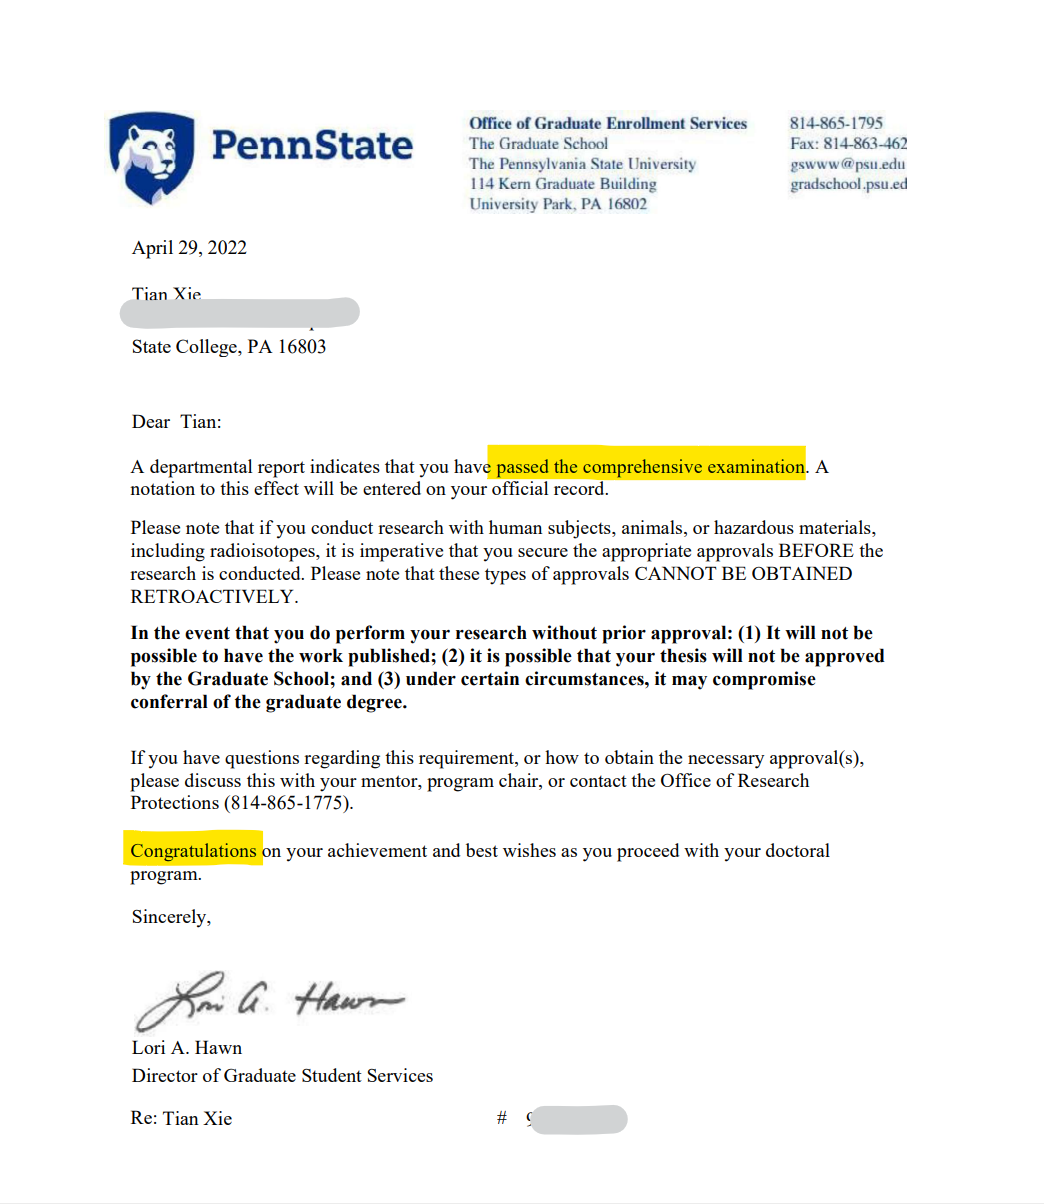 PennState
Office of Graduate Enrollment Services
The Graduate School
The Pennsylvania State University
114 Kern Graduate Building
University Park, PA 16802
814-865-1795
Fax: 814-863-462
gswww@psu.edu
gradschool.psu.ed
April 29, 2022
Tian Xie
State College, PA 16803
Dear Tian:
A departmental report indicates that you have passed the comprehensive examination. A
notation to this effect will be entered on your official record.
Please note that if you conduct research with human subjects, animals, or hazardous materials,
including radioisotopes, it is imperative that you secure the appropriate approvals BEFORE the
research is conducted. Please note that these types of approvals CANNOT BE OBTAINED
RETROACTIVELY.
In the event that you do perform your research without prior approval: (1) It will not be
possible to have the work published; (2) it is possible that your thesis will not be approved
by the Graduate School; and (3) under certain circumstances, it may compromise
conferral of the graduate degree.
If you have questions regarding this requirement, or how to obtain the necessary approval(s),
please discuss this with your mentor, program chair, or contact the Office of Research
Protections (814-865-1775).
Congratulations on your achievement and best wishes as you proceed with your doctoral
program.
Sincerely,
Lori A. Hawn
Lori A. Hawn
Director of Graduate Student Services
Re: Tian Xie #